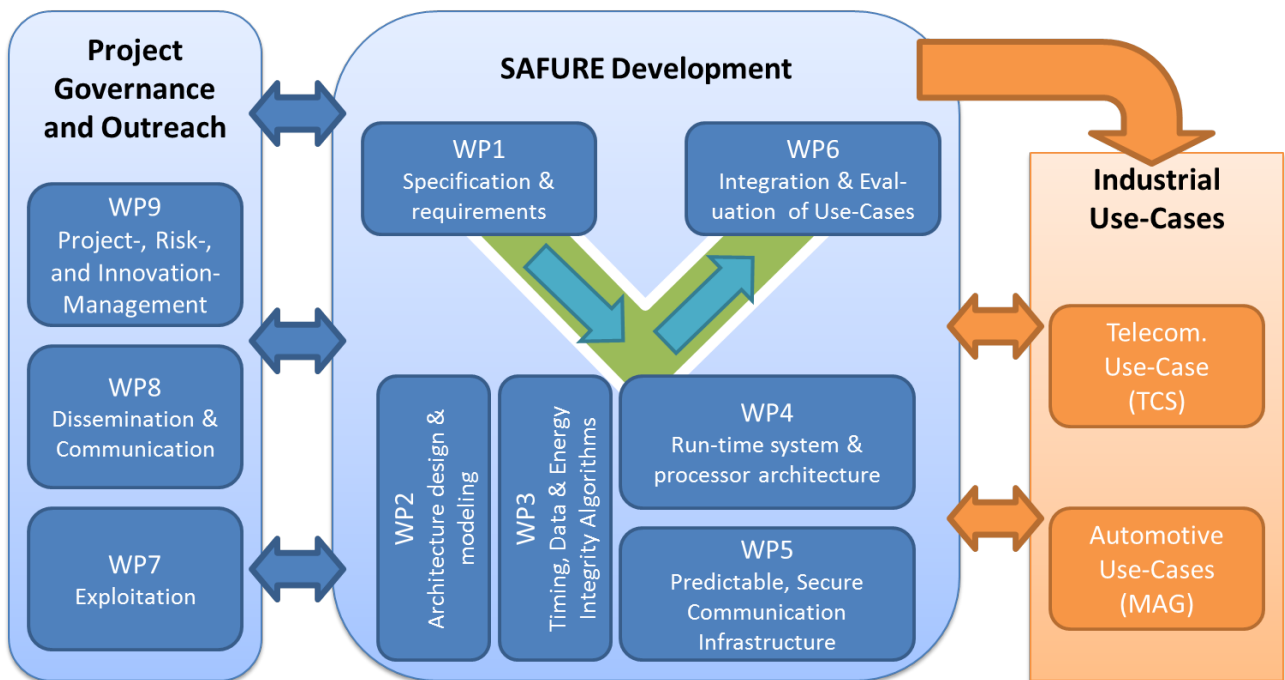 Project
Governance
and Outreach
WP9
Project-, Risk-,
and Innovation-
Management
WP8
Dissemination &
Communication
WP7
Exploitation
SAFURE Development
WP1
Specification &
requirements
WP6
Integration & Eval-
uation of Use-Cases
WP2
Architecture design &
modeling
WP3
Timing, Data & Energy
Integrity Algorithms
WP4
Run-time system &
processor architecture
WP5
Predictable, Secure
Communication
Infrastructure
Industrial
Use-Cases
Telecom.
Use-Case
(TCS)
Automotive
Use-Cases
(MAG)